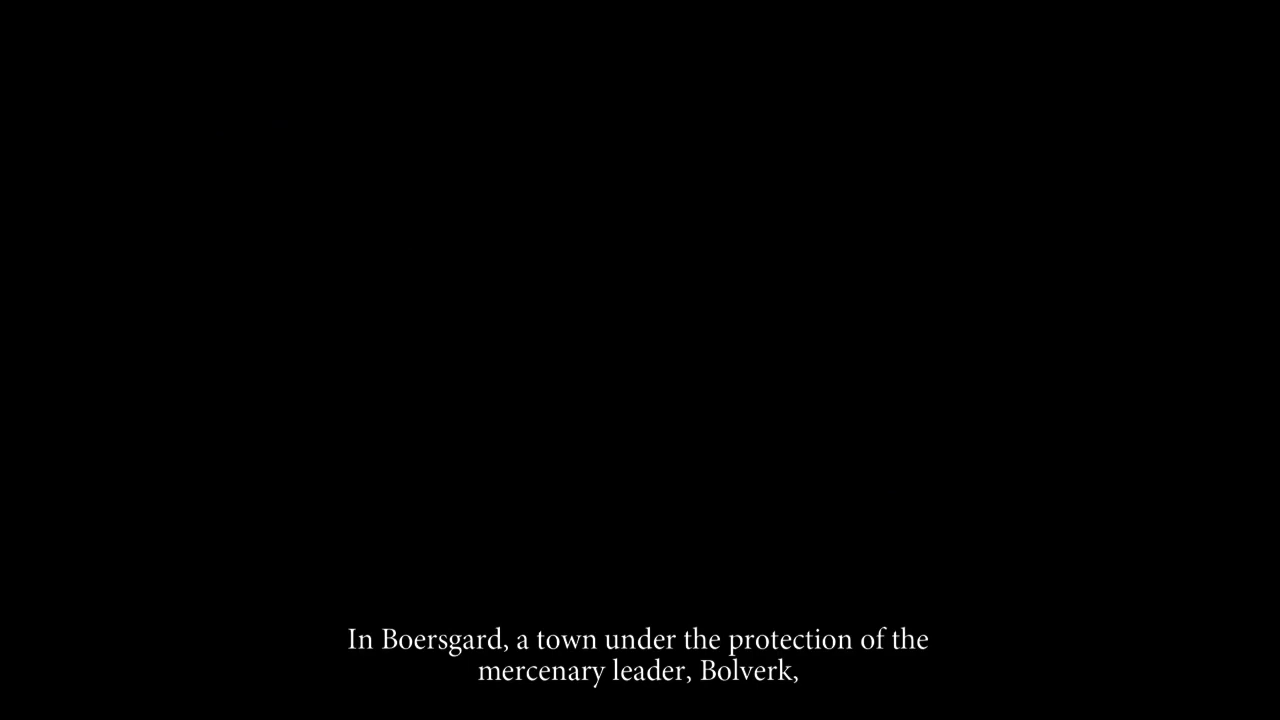 In Boersgard, a town under the protection of the
mercenary leader, Bolverk,